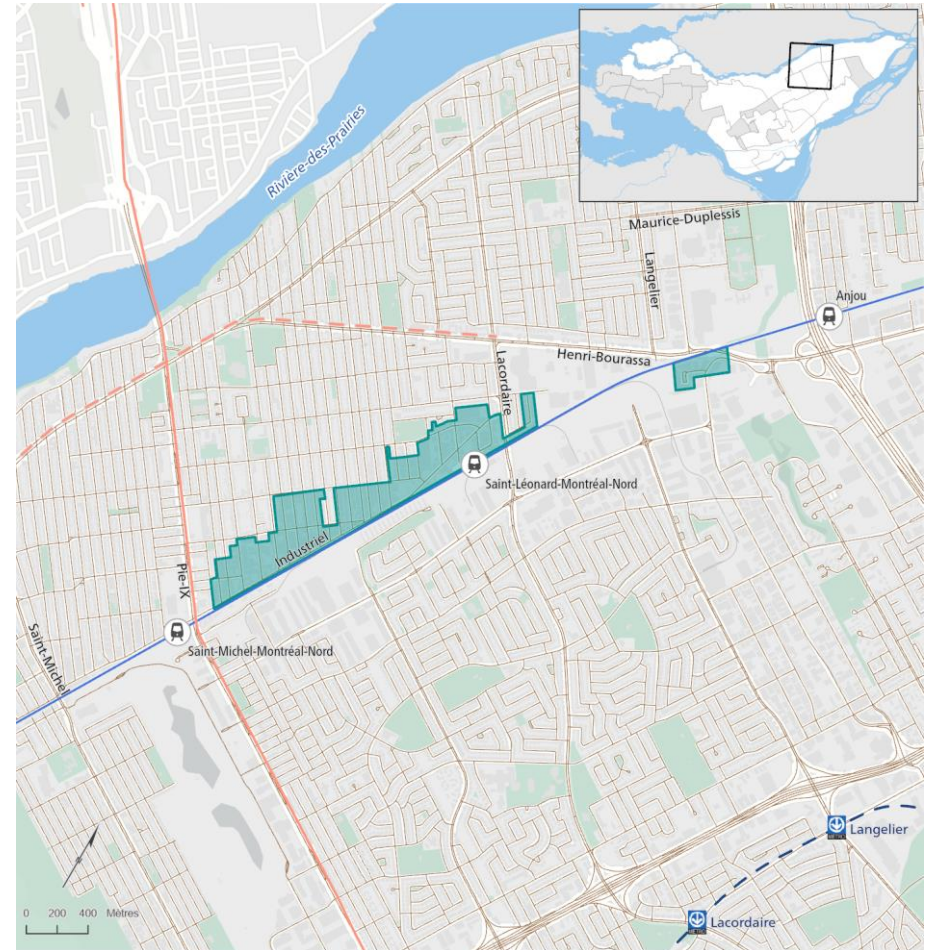 Rivière-des-Prairies
Maurice-Duplessis
Langelier
Anjou
Henri-Bourassa
Lacordaire
Saint-Léonard-Montréal-Nord
Industriel
Pie-IX
Saint-Michel
Saint-Michel-Montréal-Nord
Langelier
Lacordaire
0 200 400 Mètres